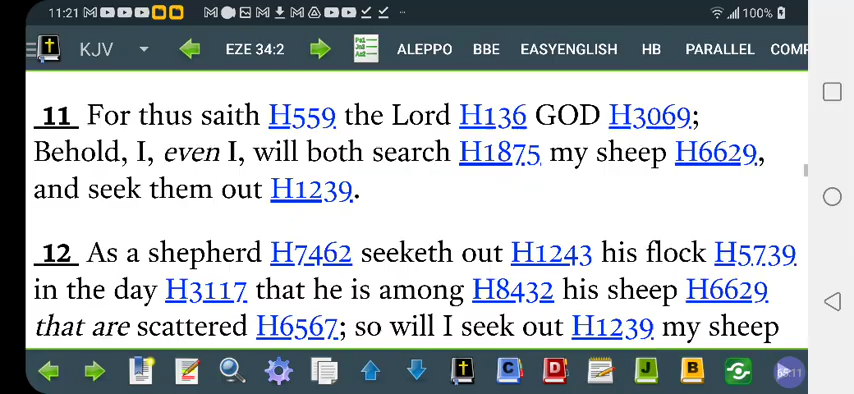 11:21 100%
KJV EZE 34:2 ALEPPO BBE EASYENGLISH HB PARALLEL COMP
11 For thus saith H559 the Lord H136 GOD H3069;
Behold, I, even I, will both search H1875 my sheep H6629,
and seek them out H1239.
12 As a shepherd H7462 seeketh out H1243 his flock H5739
in the day H3117 that he is among H8432 his sheep H6629
that are scattered H6567; so will I seek out H1239 my sheep
C D J B